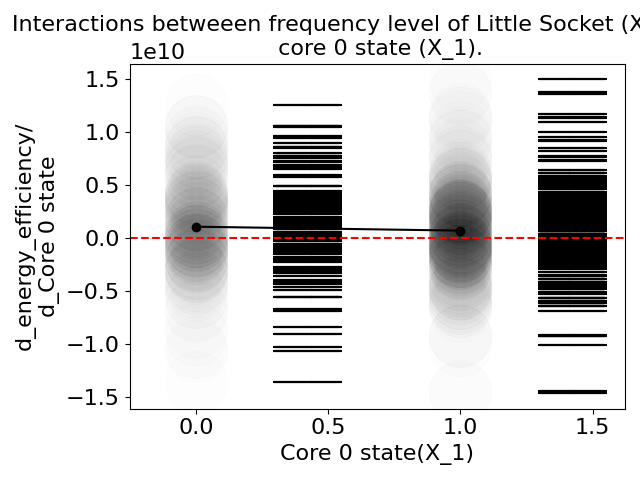 Interactions betweeen frequency level of Little Socket (X
core 0 state (X_1).
1e10
1.5
1.0
0.5
0.0
−0.5
−1.0
−1.5
d_energy_efficiency/
d_Core 0 state
0.0 0.5 1.0 1.5
Core 0 state(X_1)